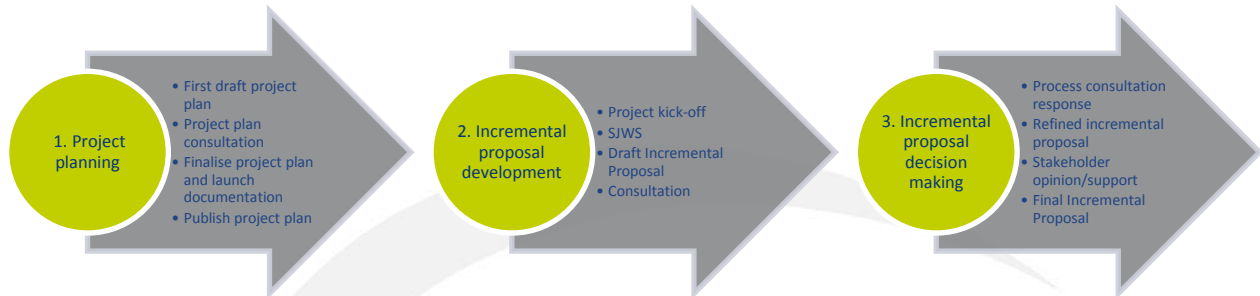 1. Project
planning
• First draft project
plan
• Project plan
consultation
• Finalise project plan
and launch
documentation
• Publish project plan
2. Incremental
proposal
development
• Project kick-off
• SJWS
• Draft Incremental
Proposal
• Consultation
3. Incremental
proposal
decision
making
• Process consultation
response
• Refined incremental
proposal
• Stakeholder
opinion/support
• Final Incremental
Proposal